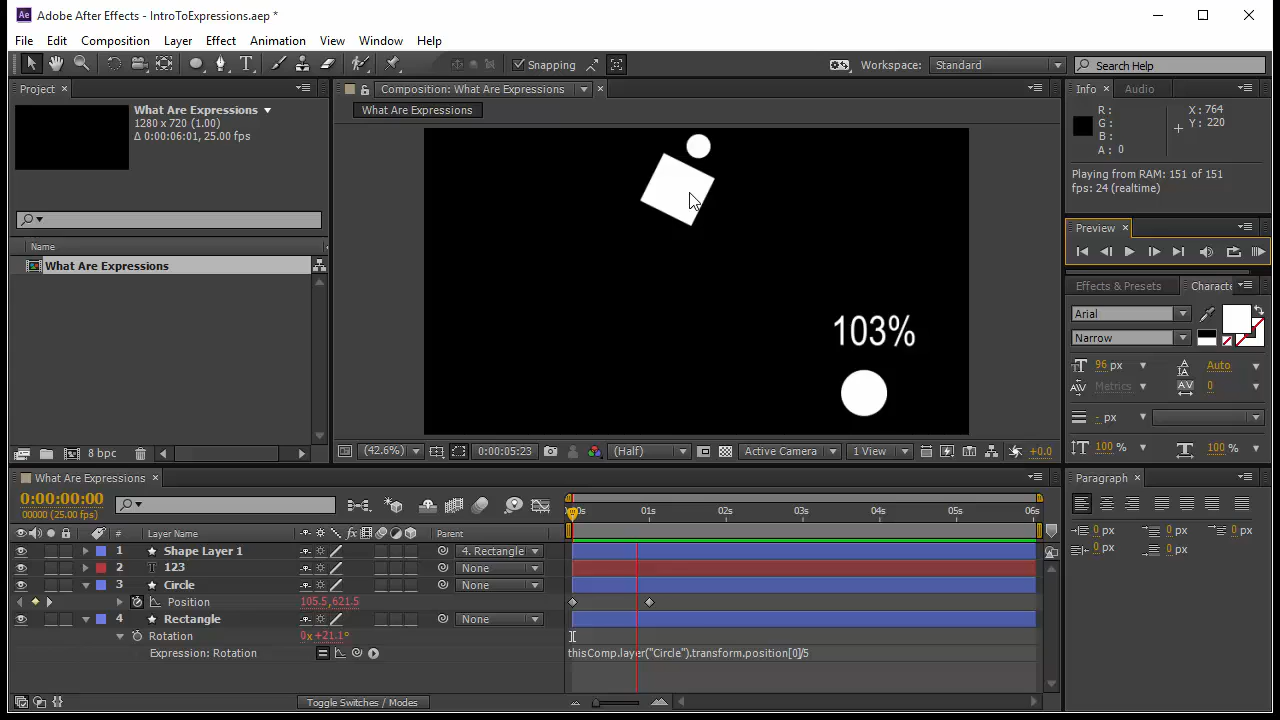 Adobe After Effects - IntroToExpressions.aep *
File Edit Composition Layer Effect Animation View Window Help
Snapping Workspace: Standard Search Help
Project
What Are Expressions
1280 x 720 (1.00)
Δ 0:00:06:01, 25.00 fps
Name
What Are Expressions
8 bpc
Composition: What Are Expressions
What Are Expressions
103%
(42.6%) 0:00:05:23 (Half) Active Camera 1 View +0.0
Info Audio
R: X: 764
G: Y: 220
B:
A: 0
Playing from RAM: 151 of 151
fps: 24 (realtime)
Preview
Effects & Presets Characte
Arial
Narrow
96 px Auto
Metrics 0
- px
100 % 100 %
Paragraph
0 px 0 px 0 px
0 px 0 px
What Are Expressions
0:00:00:00
00000 (25.00 fps)
00s 01s 02s 03s 04s 05s 06s
# Layer Name Parent
1 Shape Layer 1 4. Rectangle
2 T 123 None
3 Circle None
Position 105.5,621.5
4 Rectangle None
Rotation 0x +21.1°
Expression: Rotation thisComp.layer("Circle").transform.position[0]/5
Toggle Switches / Modes